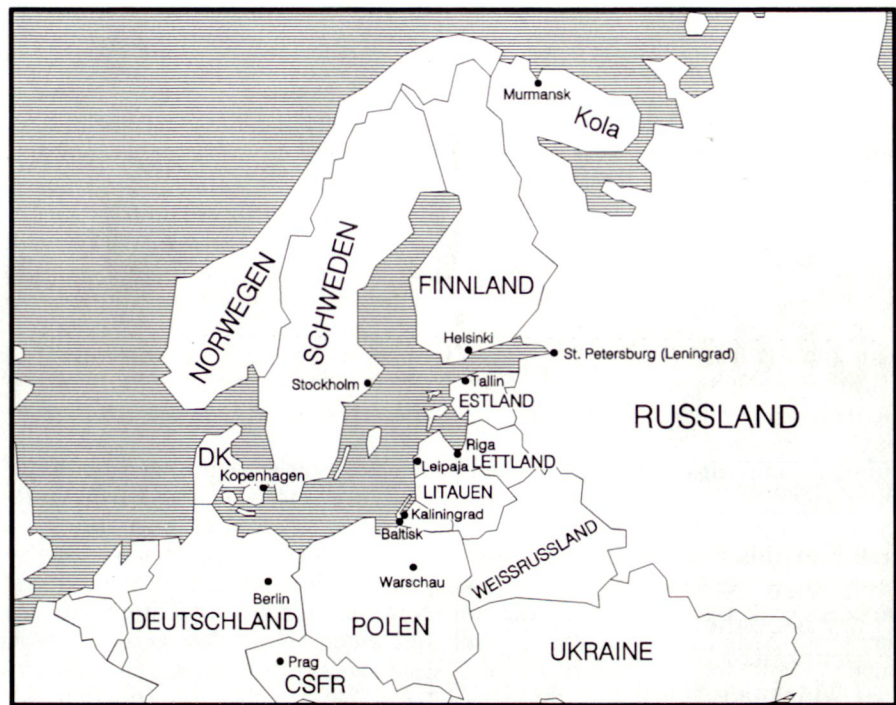 Murmansk
Kola
NORWEGEN
SCHWEDEN
FINNLAND
Helsinki
St. Petersburg (Leningrad)
Stockholm
Tallin
ESTLAND
RUSSLAND
Riga
DK
Leipaja
LETTLAND
Kopenhagen
LITAUEN
Kaliningrad
Baltisk
WEISSRUSSLAND
Warschau
Berlin
DEUTSCHLAND
POLEN
UKRAINE
Prag
CSFR